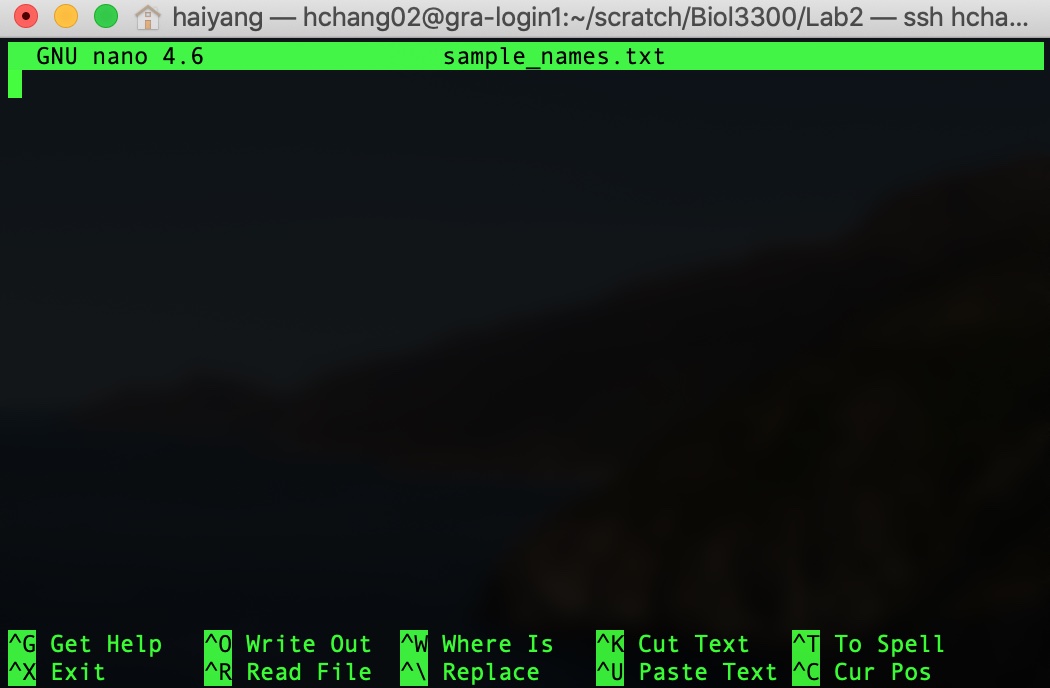 haiyang — hchang02@gra-login1:~/scratch/Biol3300/Lab2 — ssh hcha...
GNU nano 4.6 sample_names.txt
^G Get Help ^O Write Out ^W Where Is ^K Cut Text ^T To Spell
^X Exit ^R Read File ^\ Replace ^U Paste Text ^C Cur Pos